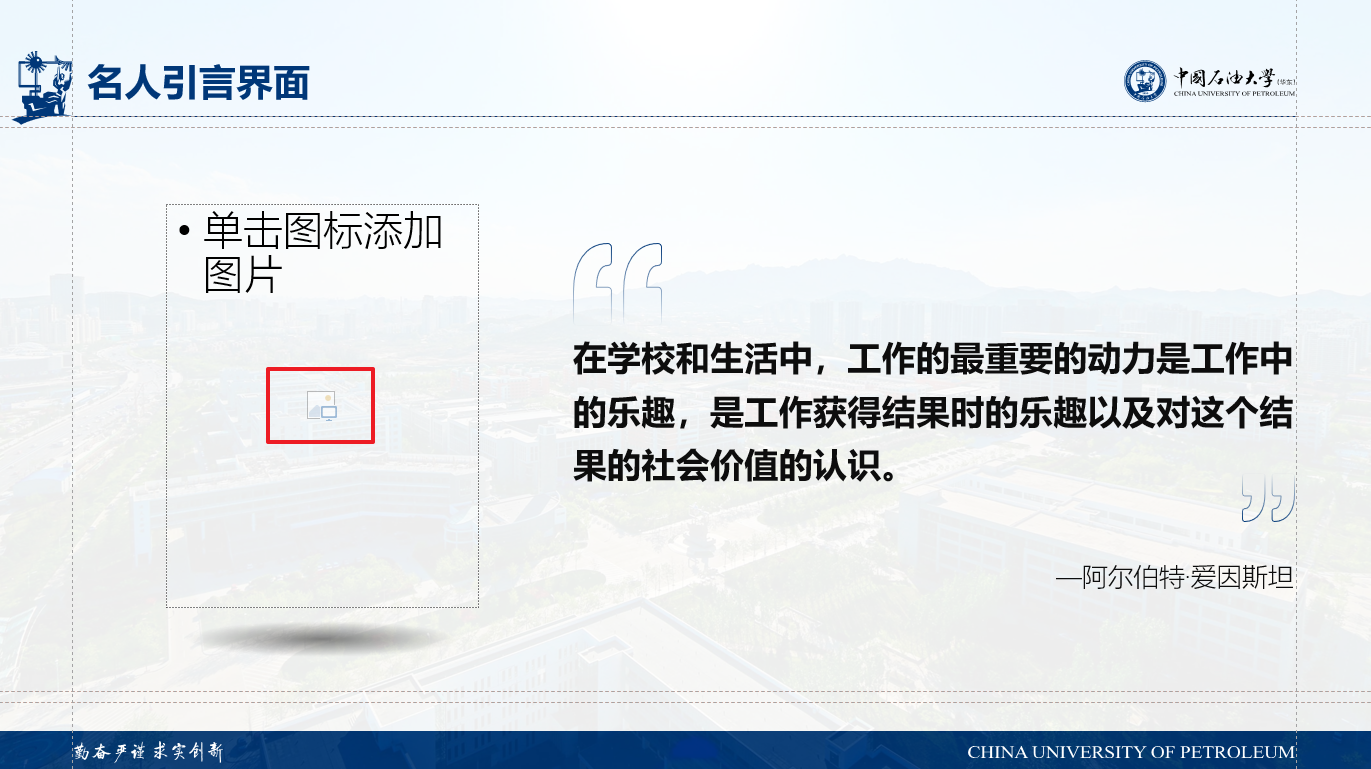 名人引言界面
中国石油大学(华东)
CHINA UNIVERSITY OF PETROLEUM
• 单击图标添加
图片
在学校和生活中，工作的最重要的动力是工作中
的乐趣，是工作获得结果时的乐趣以及对这个结
果的社会价值的认识。
—阿尔伯特·爱因斯坦
勤奋严谨 求实创新
CHINA UNIVERSITY OF PETROLEUM